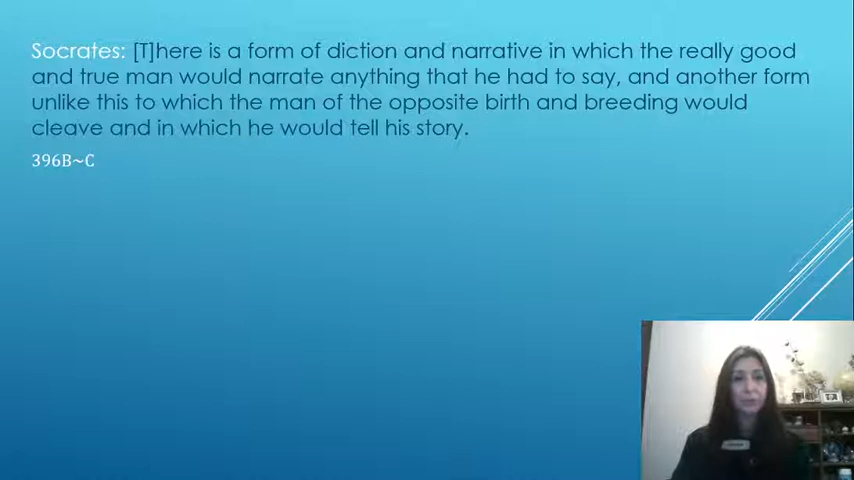 Socrates: [T]here is a form of diction and narrative in which the really good
and true man would narrate anything that he had to say, and another form
unlike this to which the man of the opposite birth and breeding would
cleave and in which he would tell his story.
396B~C